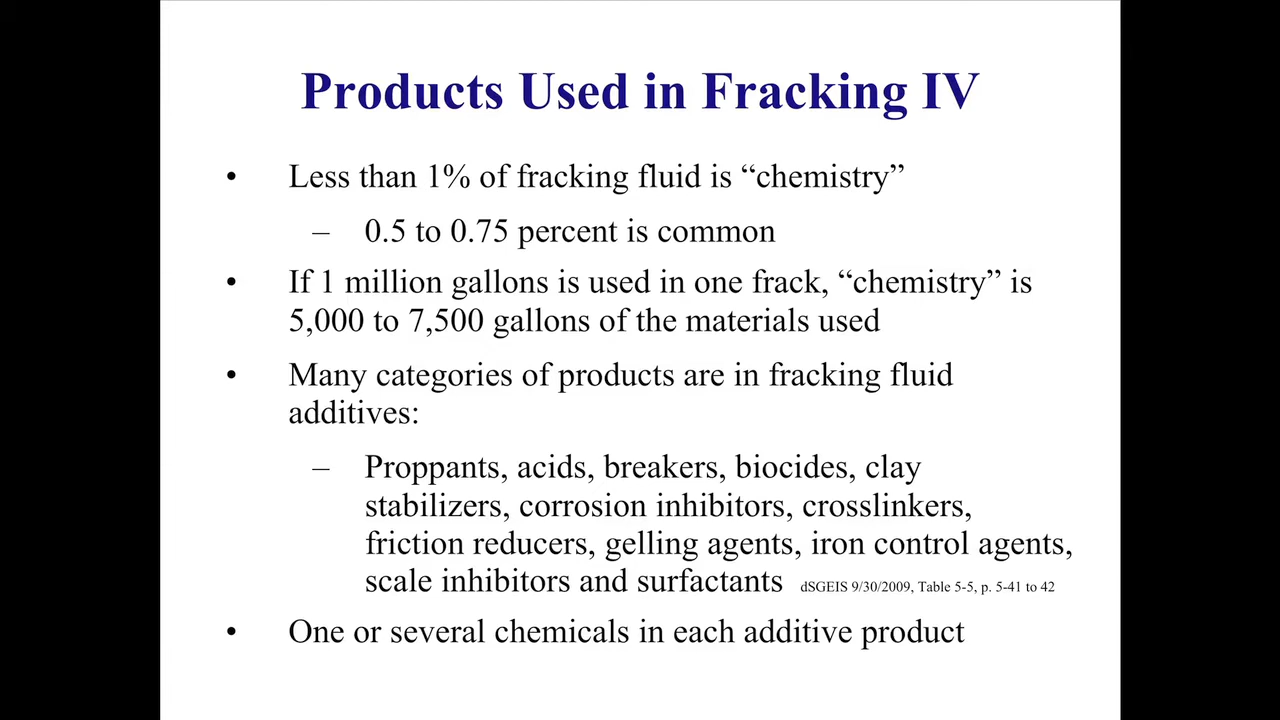 Products Used in Fracking IV
• Less than 1% of fracking fluid is “chemistry”
– 0.5 to 0.75 percent is common
• If 1 million gallons is used in one frack, “chemistry” is
5,000 to 7,500 gallons of the materials used
• Many categories of products are in fracking fluid
additives:
– Proppants, acids, breakers, biocides, clay
stabilizers, corrosion inhibitors, crosslinkers,
friction reducers, gelling agents, iron control agents,
scale inhibitors and surfactants dSGEIS 9/30/2009, Table 5-5, p. 5-41 to 42
• One or several chemicals in each additive product